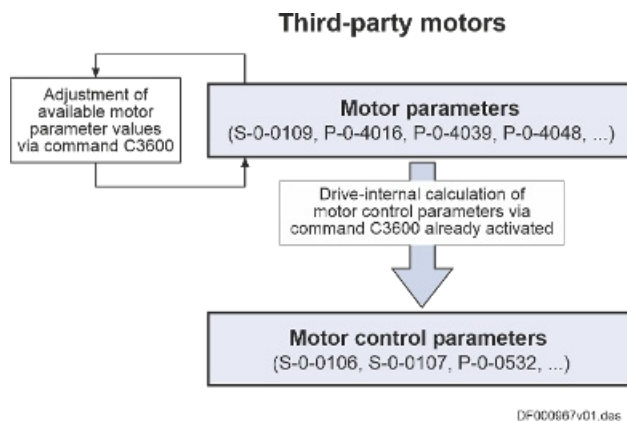 Third-party motors
Adjustment of
available motor
parameter values
via command C3600
Motor parameters
(S-0-0109, P-0-4016, P-0-4039, P-0-4048, ...)
Drive-internal calculation of
motor control parameters via
command C3600 already activated
Motor control parameters
(S-0-0106, S-0-0107, P-0-0532, ...)
DF000967v01.des